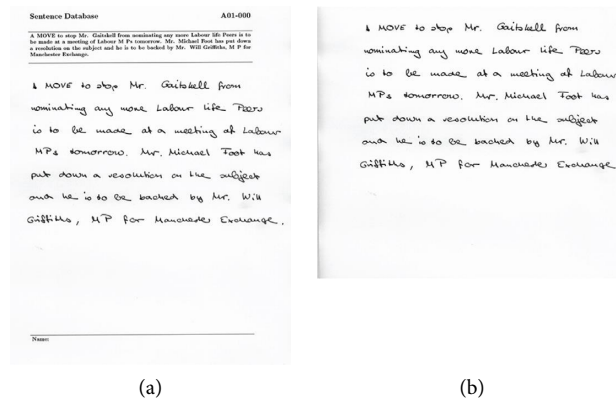 Sentence Database A01-000
A MOVE to stop Mr. Gaitskell from nominating any more Labour life Peers is to
be made at a meeting of Labour M Ps tomorrow. Mr. Michael Foot has put down
a resolution on the subject and he is to be backed by Mr. Will Griffiths, M P for
Manchester Exchange.
A MOVE to stop Mr. Gaitskell from
nominating any more Labour life Peers
is to be made at a meeting of Labour
MPs tomorrow. Mr. Michael Foot has
put down a resolution on the subject
and he is to be backed by Mr. Will
Griffiths, MP for Manchester Exchange.
Name:
(a)
A MOVE to stop Mr. Gaitskell from
nominating any more Labour life Peers
is to be made at a meeting of Labour
MPs tomorrow. Mr. Michael Foot has
put down a resolution on the subject
and he is to be backed by Mr. Will
Griffiths, MP for Manchester Exchange
(b)